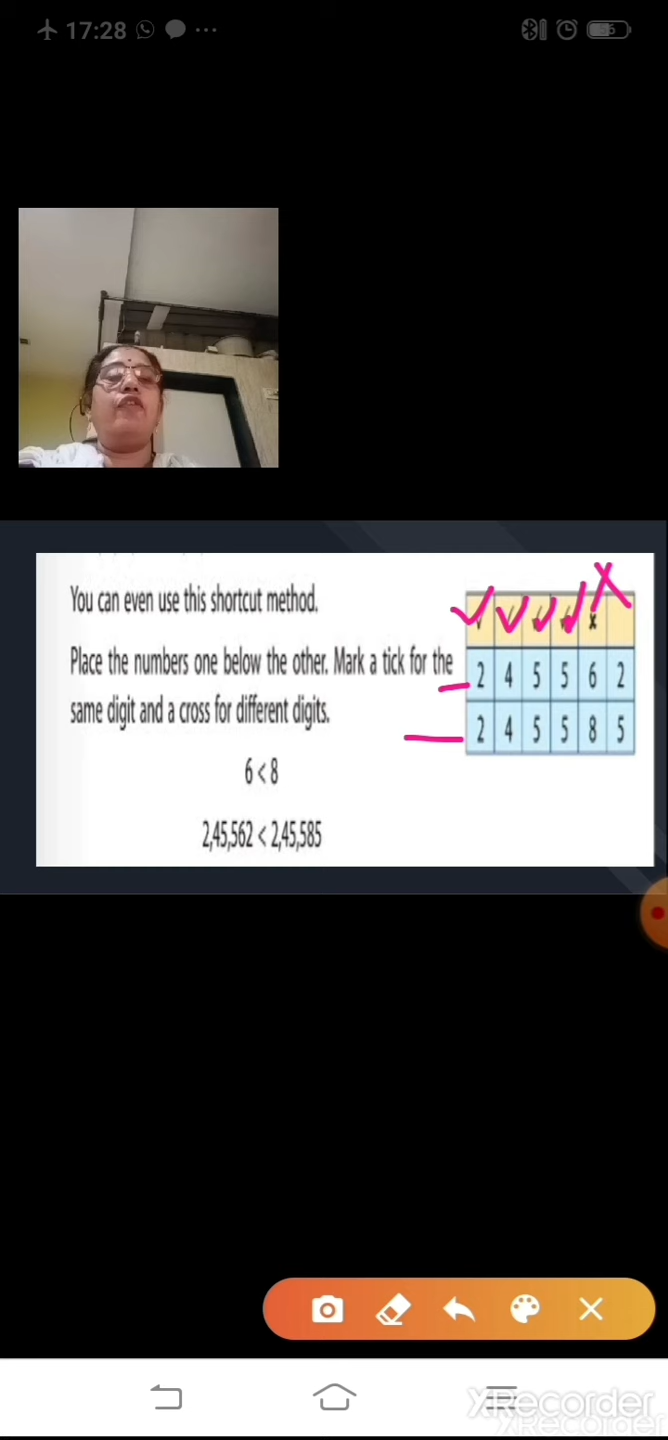 17:28
56
You can even use this shortcut method.
Place the numbers one below the other. Mark a tick for the
same digit and a cross for different digits.
6 < 8
2,45,562 < 2,45,585
✓ ✓ ✓ ✓ ×
2 4 5 5 6 2
2 4 5 5 8 5
XRecorder
XRecorder